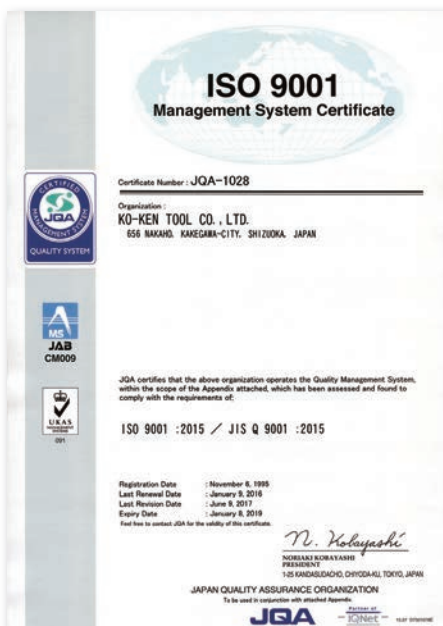 ISO 9001
Management System Certificate
Certificate Number : JQA-1028
Organization :
KO-KEN TOOL CO., LTD.
656 NAKAHO, KAKEGAWA-CITY, SHIZUOKA, JAPAN
CERTIFIED
MANAGEMENT SYSTEM
JQA
QUALITY SYSTEM
MS
JAB
CM009
UKAS
MANAGEMENT
SYSTEMS
091
JQA certifies that the above organization operates the Quality Management System,
within the scope of the Appendix attached, which has been assessed and found to
comply with the requirements of:
ISO 9001 :2015 / JIS Q 9001 :2015
Registration Date : November 6, 1995
Last Renewal Date : January 9, 2016
Last Revision Date : June 9, 2017
Expiry Date : January 8, 2019
Feel free to contact JQA for the validity of this certificate.
N. Kobayashi
NORIAKI KOBAYASHI
PRESIDENT
1-25 KANDASUDACHO, CHIYODA-KU, TOKYO, JAPAN
JAPAN QUALITY ASSURANCE ORGANIZATION
To be used in conjunction with attached Appendix.
JQA
Partner of
IQNet